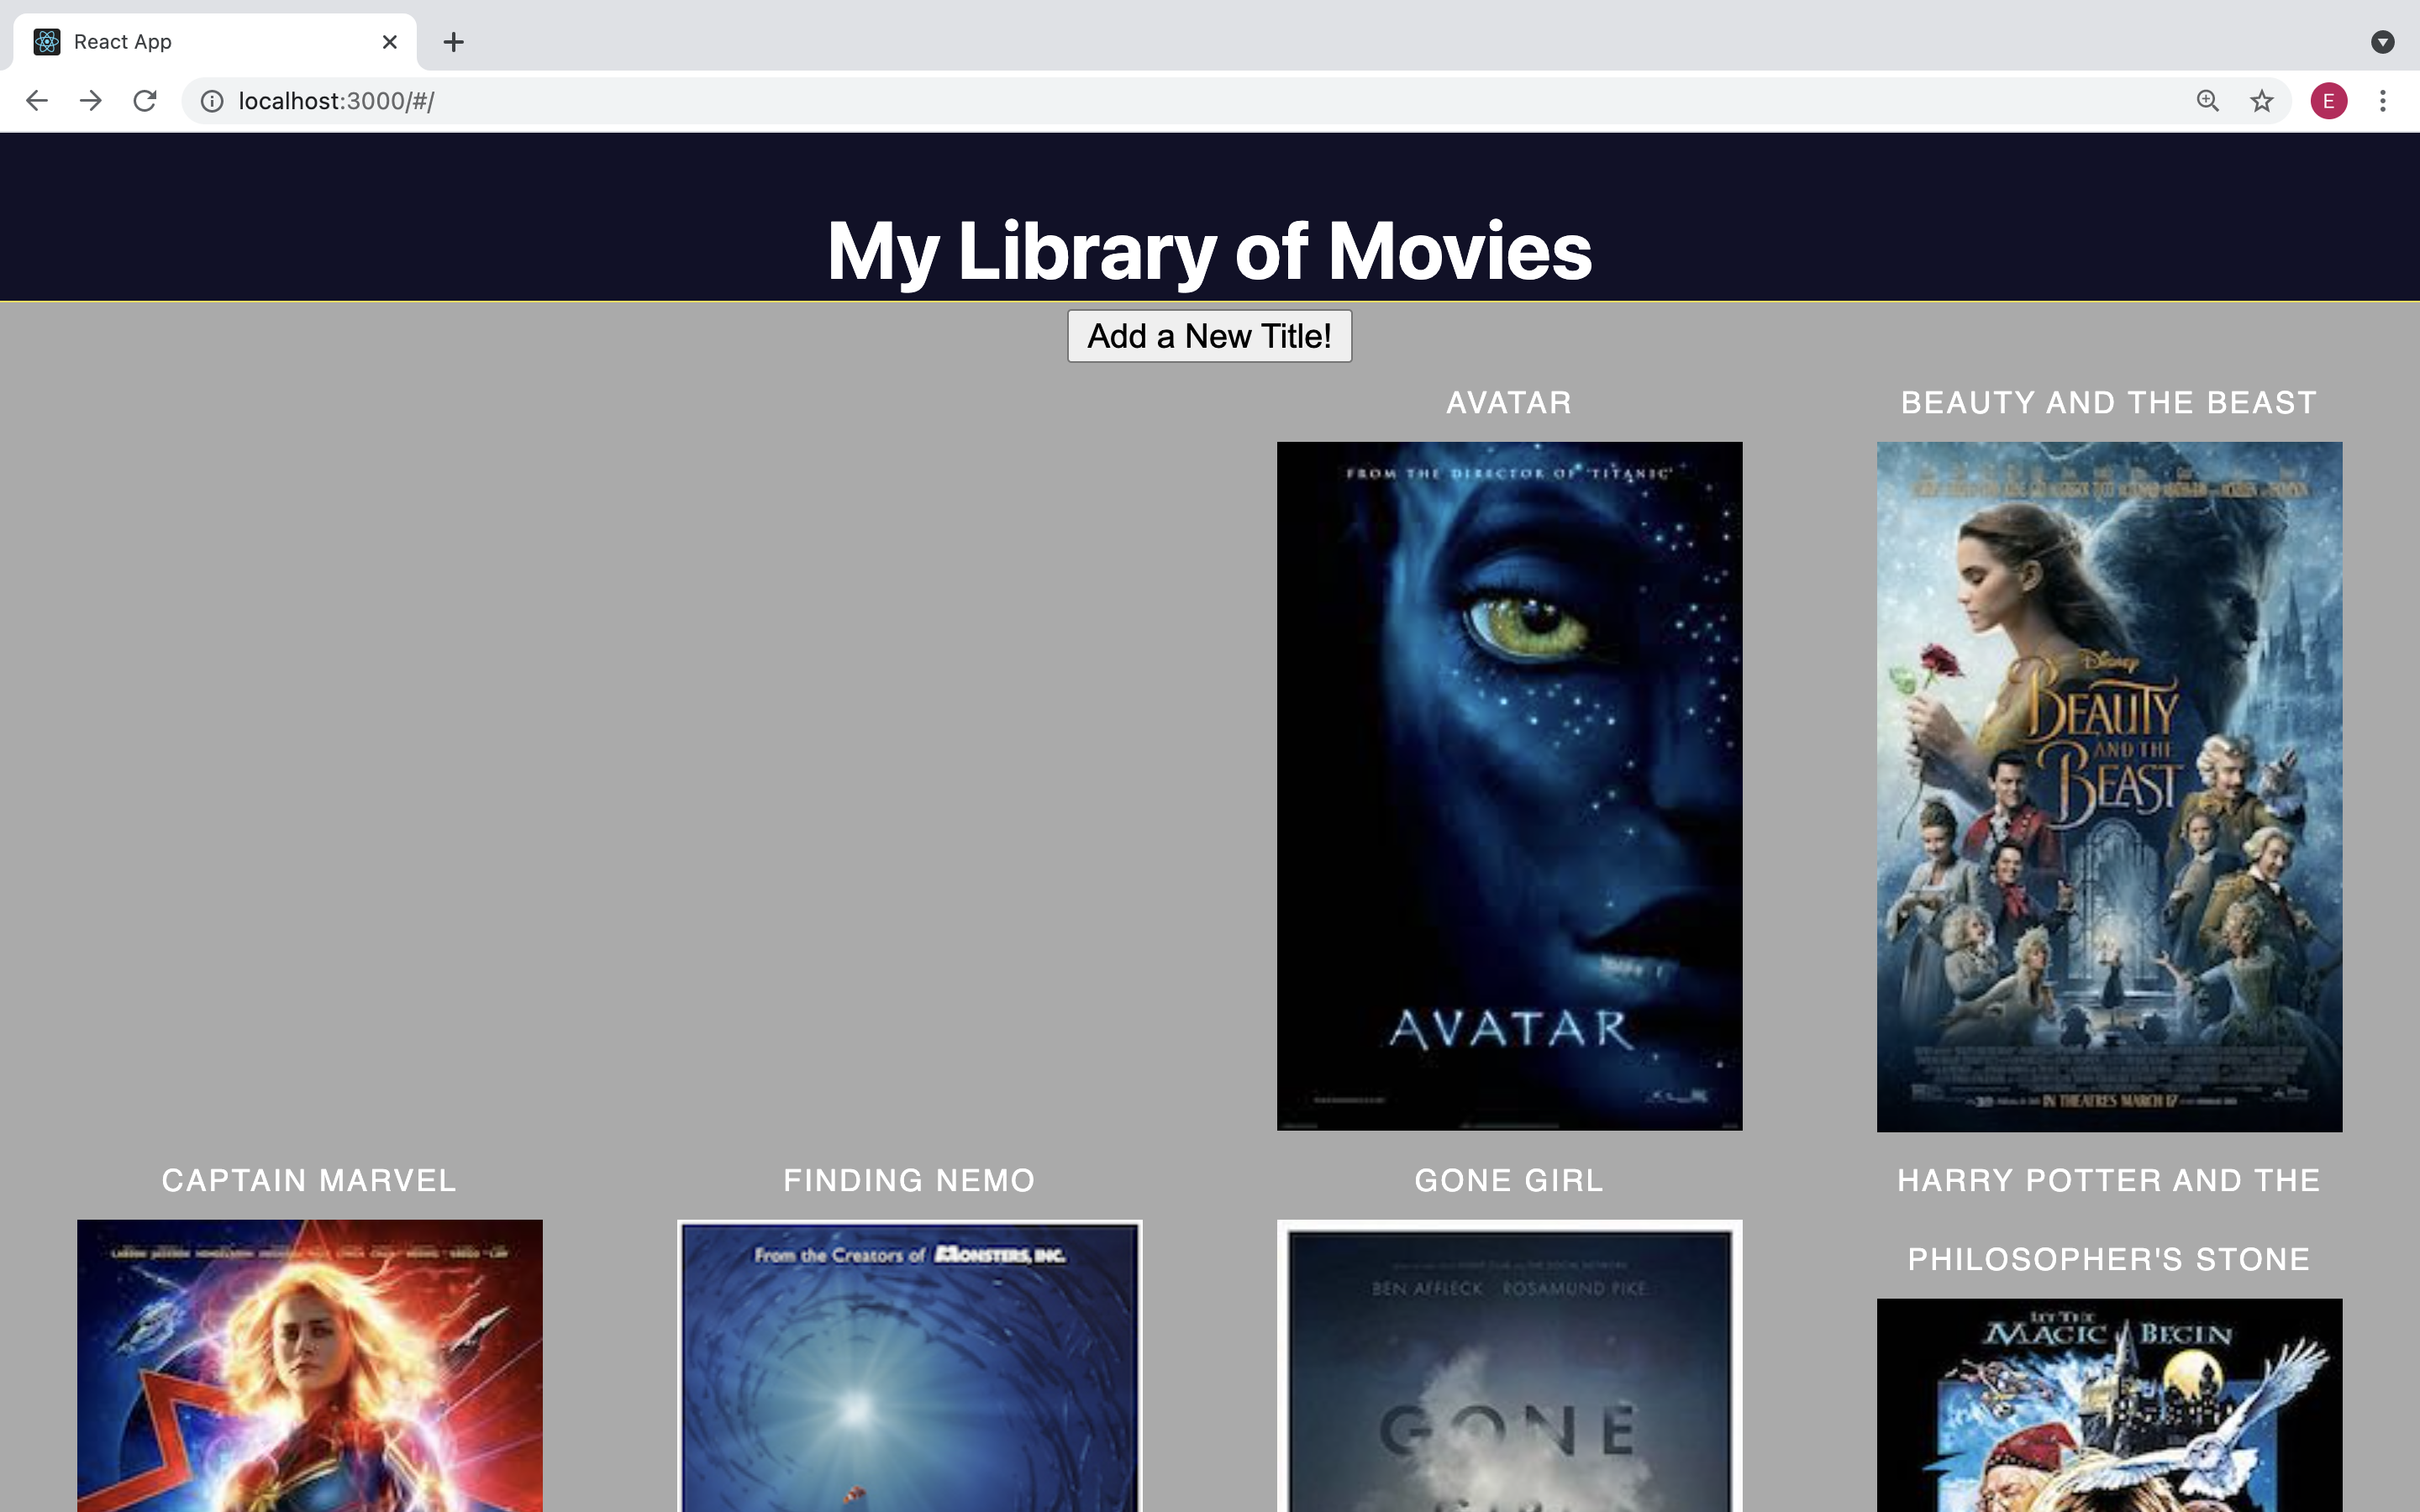 React App
localhost:3000/#/
E
My Library of Movies
Add a New Title!
AVATAR
BEAUTY AND THE BEAST
FROM THE DIRECTOR OF 'TITANIC'
Disney
BEAUTY
AND THE
BEAST
AVATAR
IN THEATRES MARCH 17
CAPTAIN MARVEL
FINDING NEMO
GONE GIRL
HARRY POTTER AND THE
PHILOSOPHER'S STONE
LARSON JACKSON MENDELSOHN
From the Creators of MONSTERS, INC.
BEN AFFLECK ROSAMUND PIKE
GONE
LET THE
MAGIC BEGIN